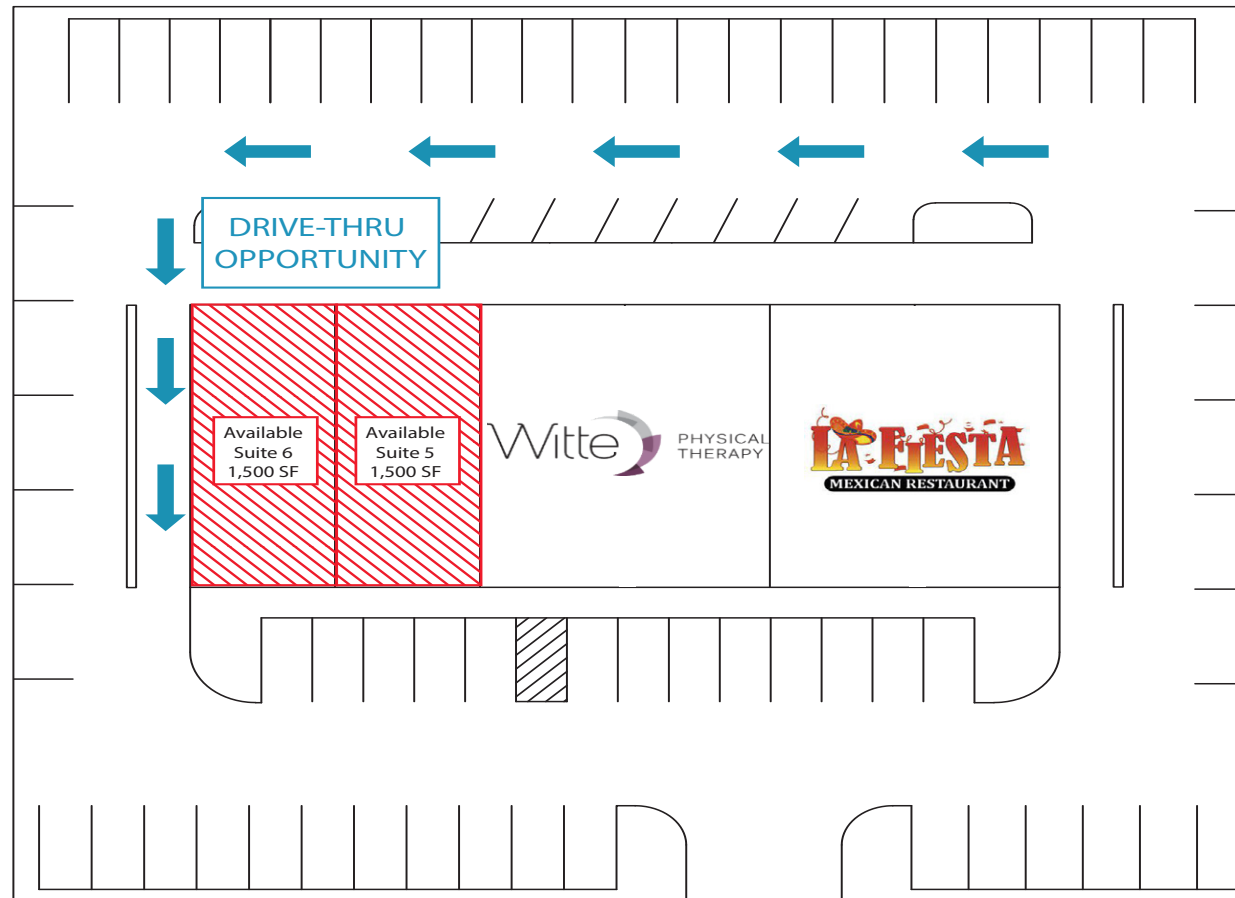 DRIVE-THRU
OPPORTUNITY
Available
Suite 6
1,500 SF
Available
Suite 5
1,500 SF
Witte
PHYSICAL
THERAPY
LA FIESTA
MEXICAN RESTAURANT